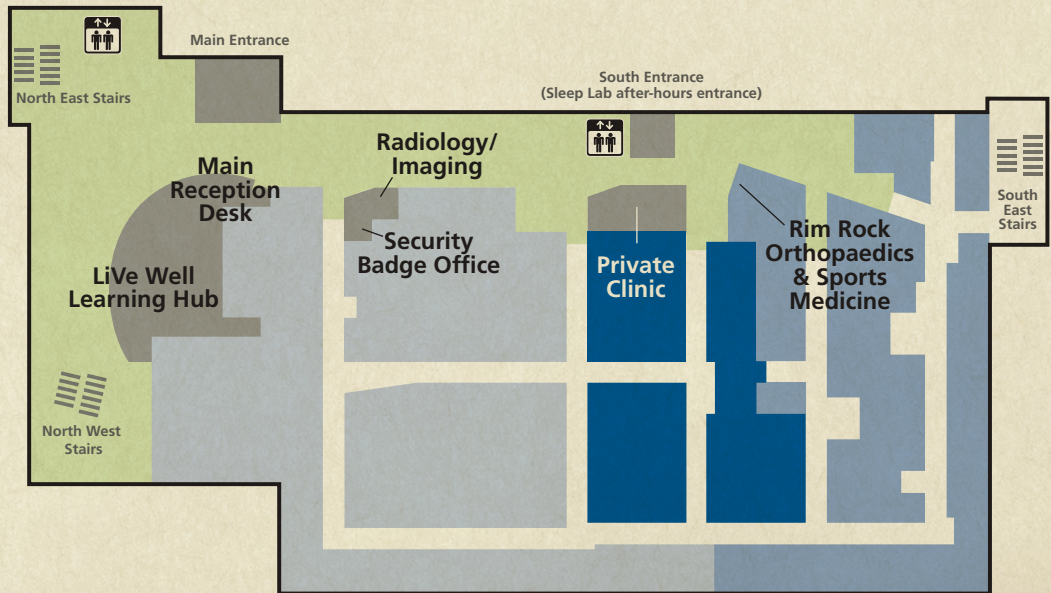 Main Entrance
North East Stairs
South Entrance
(Sleep Lab after-hours entrance)
Radiology/
Imaging
Main
Reception
Desk
South
East
Stairs
Security
Badge Office
Rim Rock
Orthopaedics
& Sports
Medicine
LiVe Well
Learning Hub
Private
Clinic
North West
Stairs